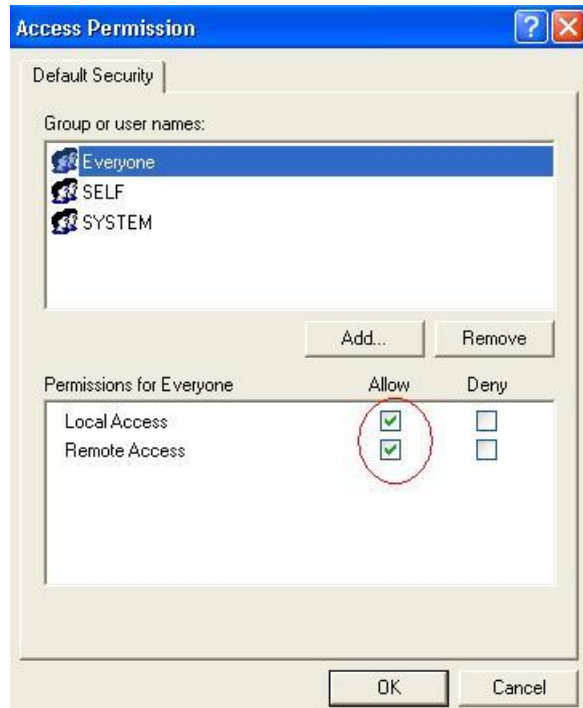 Access Permission
Default Security
Group or user names:
Everyone
SELF
SYSTEM
Add... Remove
Permissions for Everyone Allow Deny
Local Access
Remote Access
OK Cancel